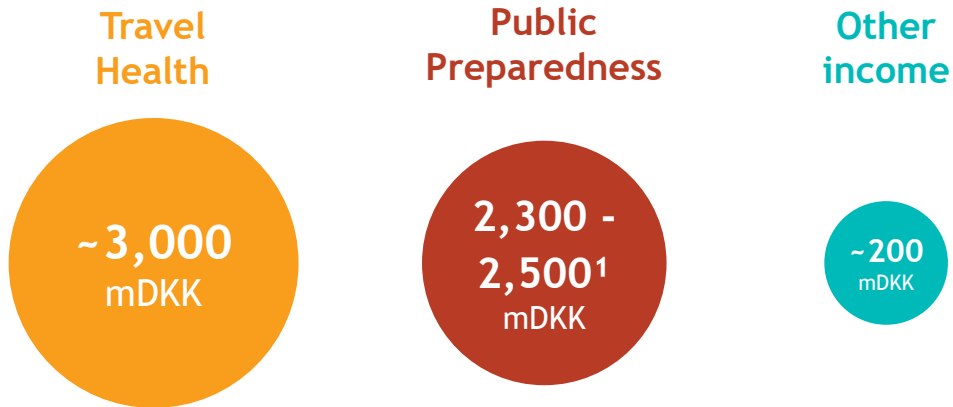 Travel
Health
~3,000
mDKK
Public
Preparedness
2,300 -
2,500¹
mDKK
Other
income
~200
mDKK